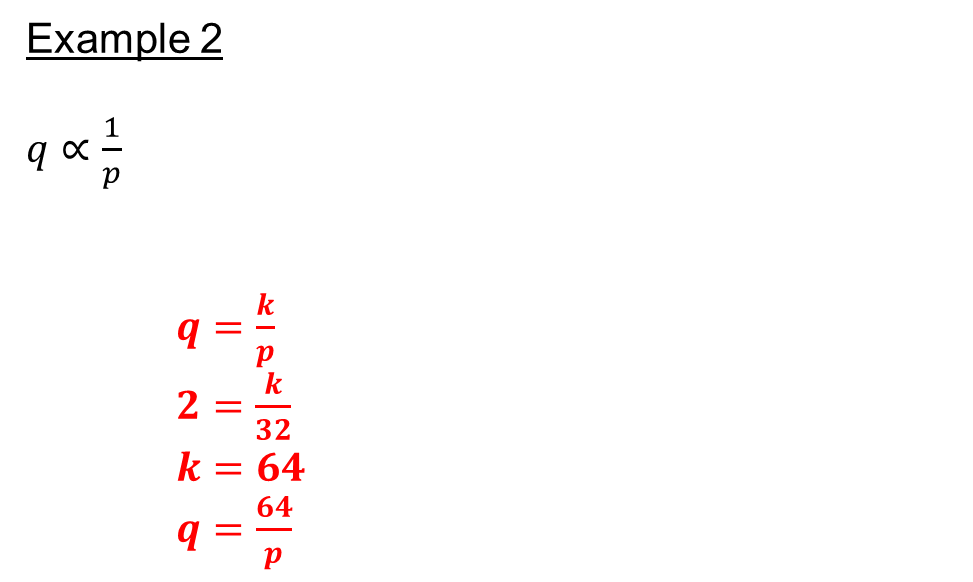 Example 2
q ∝ 1/p
q = k/p
2 = k/32
k = 64
q = 64/p